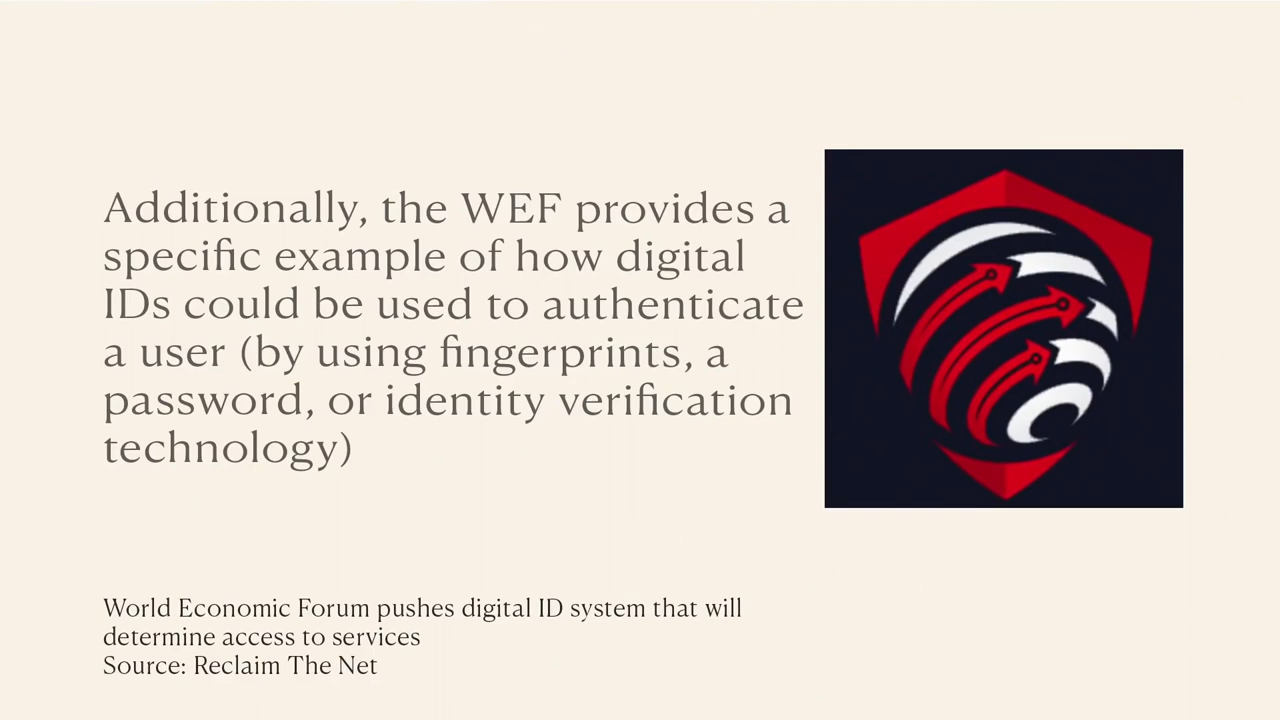 Additionally, the WEF provides a
specific example of how digital
IDs could be used to authenticate
a user (by using fingerprints, a
password, or identity verification
technology)
World Economic Forum pushes digital ID system that will
determine access to services
Source: Reclaim The Net